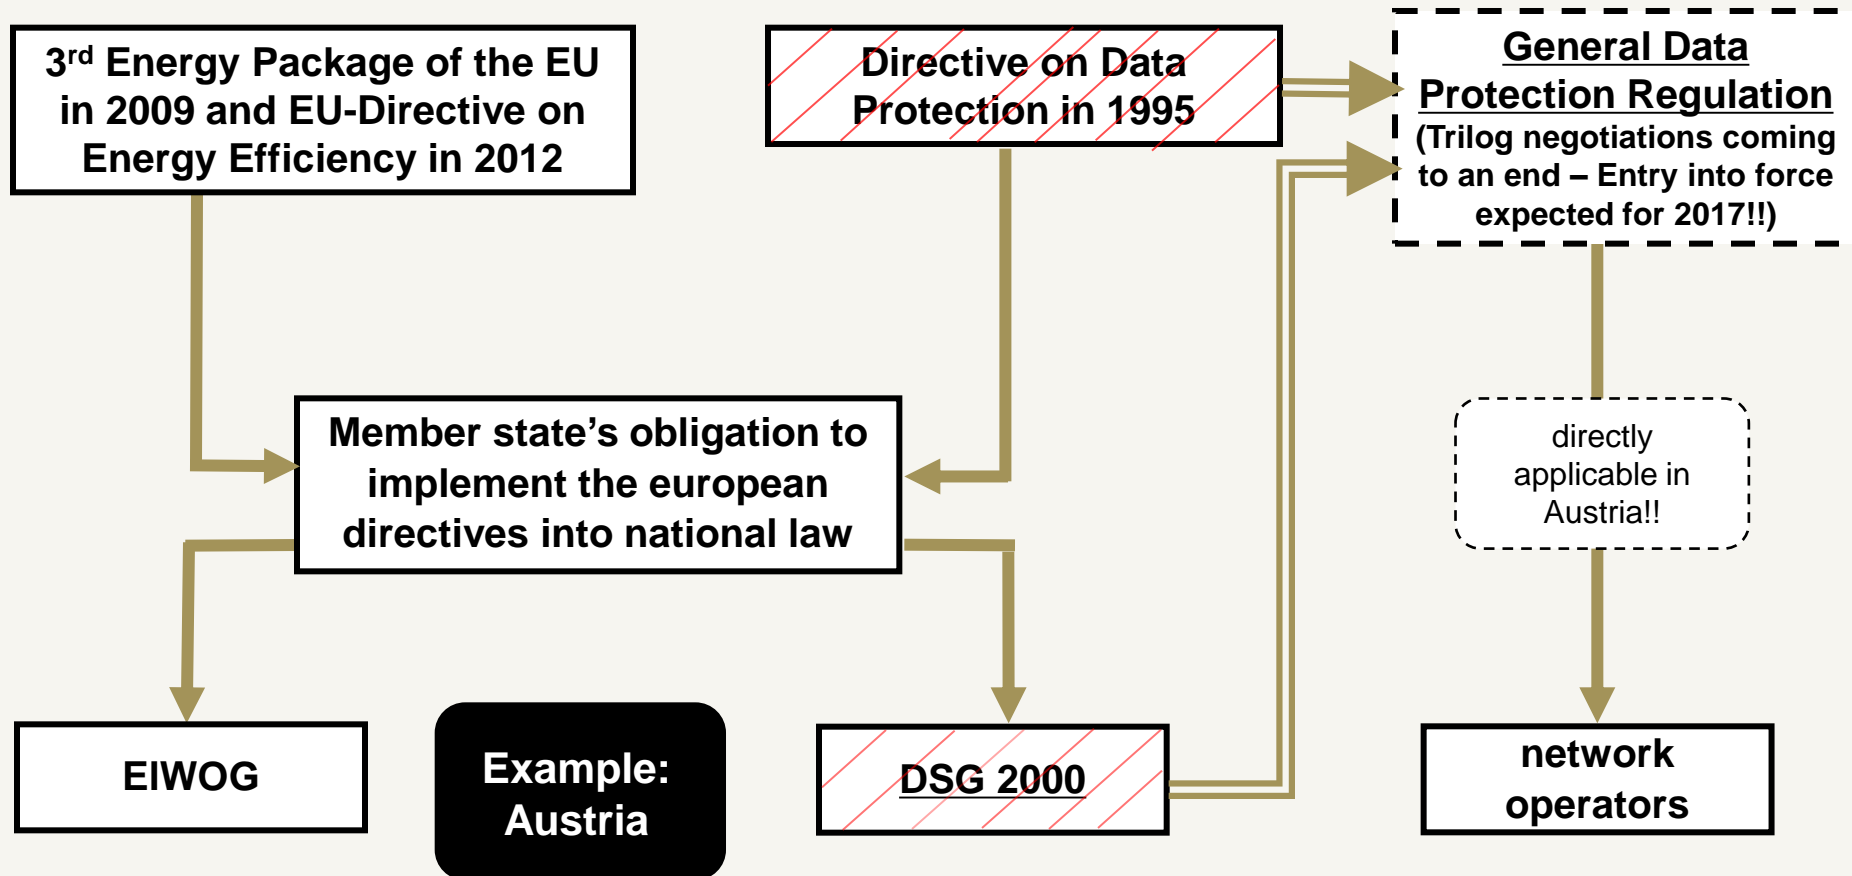 3rd Energy Package of the EU
in 2009 and EU-Directive on
Energy Efficiency in 2012
Directive on Data
Protection in 1995
General Data
Protection Regulation
(Trilog negotiations coming
to an end – Entry into force
expected for 2017!!)
Member state’s obligation to
implement the european
directives into national law
directly
applicable in
Austria!!
EIWOG
Example:
Austria
DSG 2000
network
operators